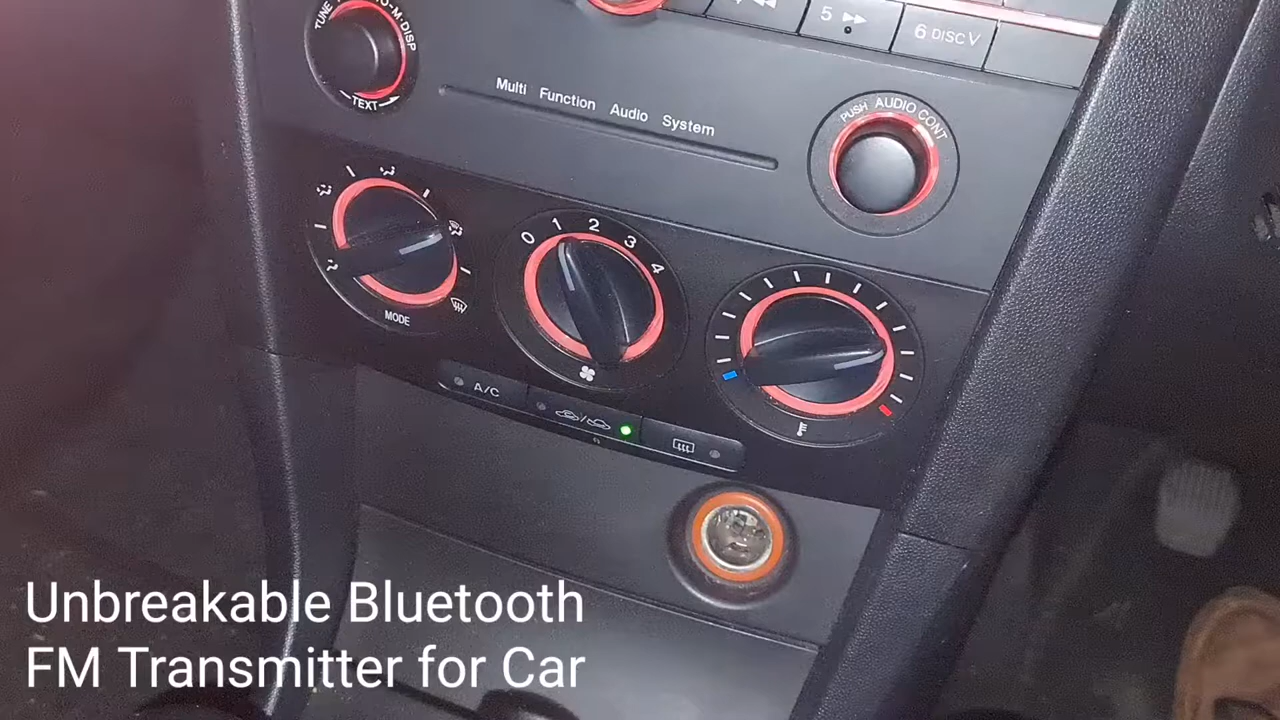 TUNE
O-M-DISP
TEXT
5
6 DISC
Multi Function Audio System
PUSH AUDIO CONT
0 1 2 3 4
MODE
A/C
Unbreakable Bluetooth
FM Transmitter for Car